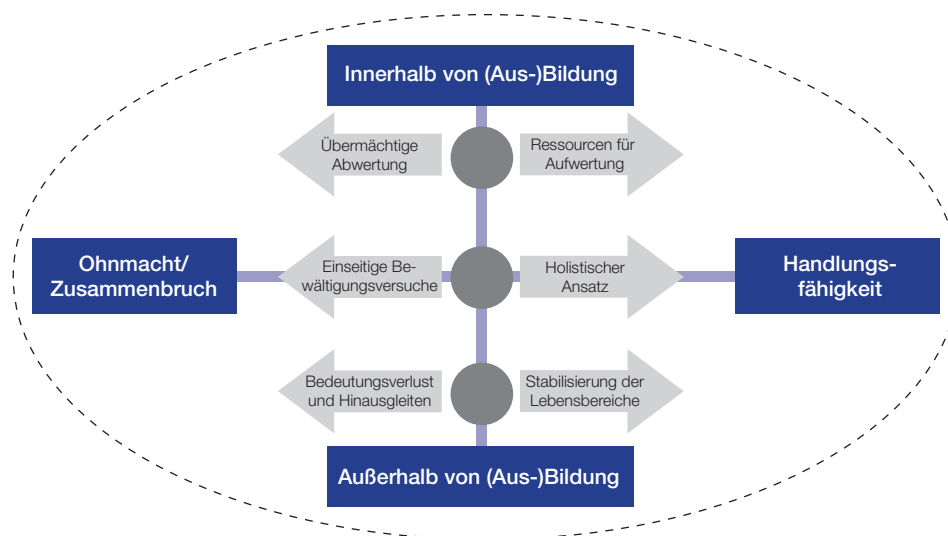 Innerhalb von (Aus-)Bildung
Übermächtige
Abwertung
Ressourcen für
Aufwertung
Ohnmacht/
Zusammenbruch
Einseitige Be-
wältigungsversuche
Holistischer
Ansatz
Handlungs-
fähigkeit
Bedeutungsverlust
und Hinausgleiten
Stabilisierung der
Lebensbereiche
Außerhalb von (Aus-)Bildung